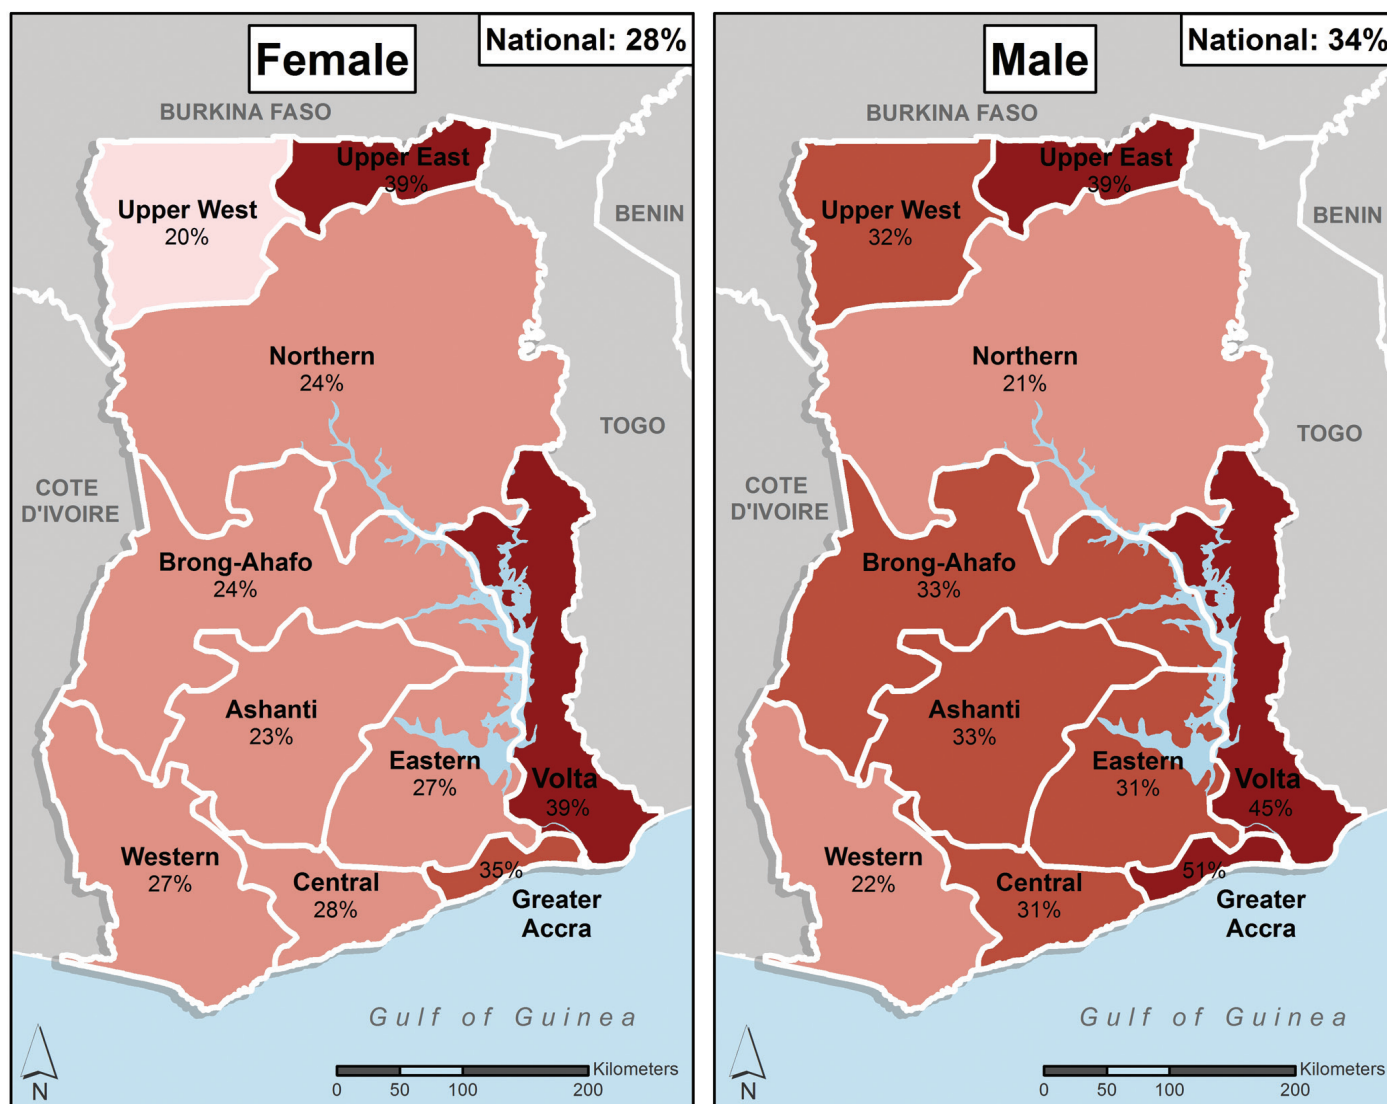 Female
National: 28%
BURKINA FASO
Upper East
39%
BENIN
Upper West
20%
Northern
24%
TOGO
COTE
D'IVOIRE
Brong-Ahafo
24%
Ashanti
23%
Eastern
27%
Volta
39%
Western
27%
Central
28%
35%
Greater
Accra
Gulf of Guinea
N
Kilometers
0 50 100 200
Male
National: 34%
BURKINA FASO
Upper East
39%
BENIN
Upper West
32%
Northern
21%
TOGO
COTE
D'IVOIRE
Brong-Ahafo
33%
Ashanti
33%
Eastern
31%
Volta
45%
Western
22%
Central
31%
51%
Greater
Accra
Gulf of Guinea
N
Kilometers
0 50 100 200